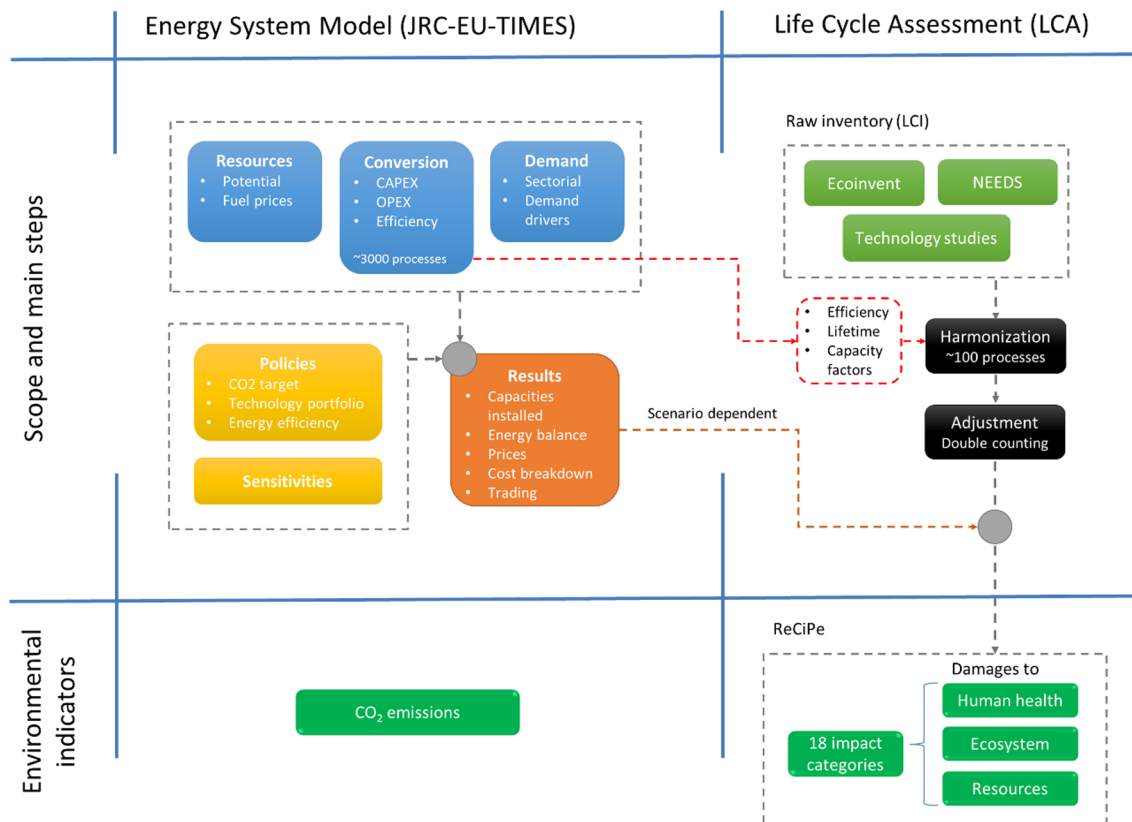 Energy System Model (JRC-EU-TIMES)
Life Cycle Assessment (LCA)
Scope and main steps
Resources
• Potential
• Fuel prices
Conversion
• CAPEX
• OPEX
• Efficiency
~3000 processes
Demand
• Sectorial
• Demand
drivers
Policies
• CO2 target
• Technology portfolio
• Energy efficiency
Sensitivities
Results
• Capacities
installed
• Energy balance
• Prices
• Cost breakdown
• Trading
Scenario dependent
Raw inventory (LCI)
Ecoinvent
NEEDS
Technology studies
• Efficiency
• Lifetime
• Capacity
factors
Harmonization
~100 processes
Adjustment
Double counting
Environmental
indicators
CO₂ emissions
ReCiPe
Damages to
18 impact
categories
Human health
Ecosystem
Resources